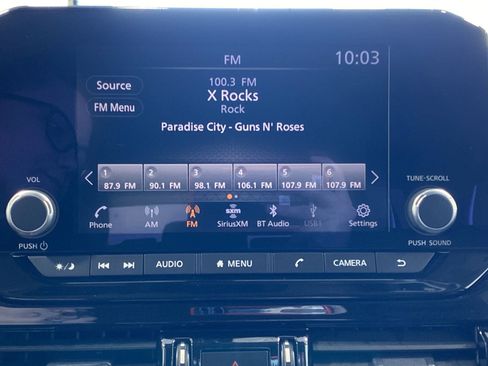 FM
10:03
Source
100.3 FM
FM Menu
X Rocks
Rock
Paradise City - Guns N' Roses
1 2 3 4 5 6
87.9 FM 90.1 FM 98.1 FM 106.1 FM 107.9 FM 107.9 FM
VOL
TUNE·SCROLL
Phone AM FM SiriusXM BT Audio USB1 Settings
sxm
PUSH
PUSH SOUND
AUDIO MENU CAMERA